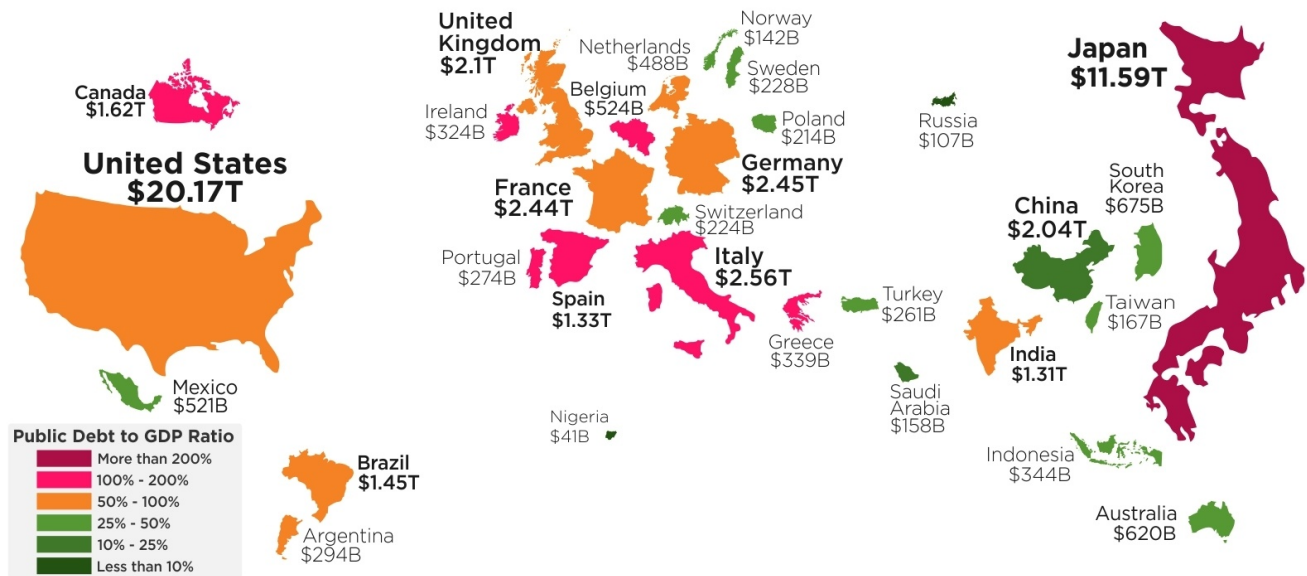 Canada
$1.62T
United States
$20.17T
Mexico
$521B
Public Debt to GDP Ratio
More than 200%
100% - 200%
50% - 100%
25% - 50%
10% - 25%
Less than 10%
Brazil
$1.45T
Argentina
$294B
United
Kingdom
$2.1T
Netherlands
$488B
Norway
$142B
Sweden
$228B
Belgium
$524B
Ireland
$324B
Poland
$214B
Germany
$2.45T
France
$2.44T
Switzerland
$224B
Portugal
$274B
Spain
$1.33T
Italy
$2.56T
Greece
$339B
Turkey
$261B
Nigeria
$41B
Saudi
Arabia
$158B
Russia
$107B
Japan
$11.59T
South
Korea
$675B
China
$2.04T
Taiwan
$167B
India
$1.31T
Indonesia
$344B
Australia
$620B